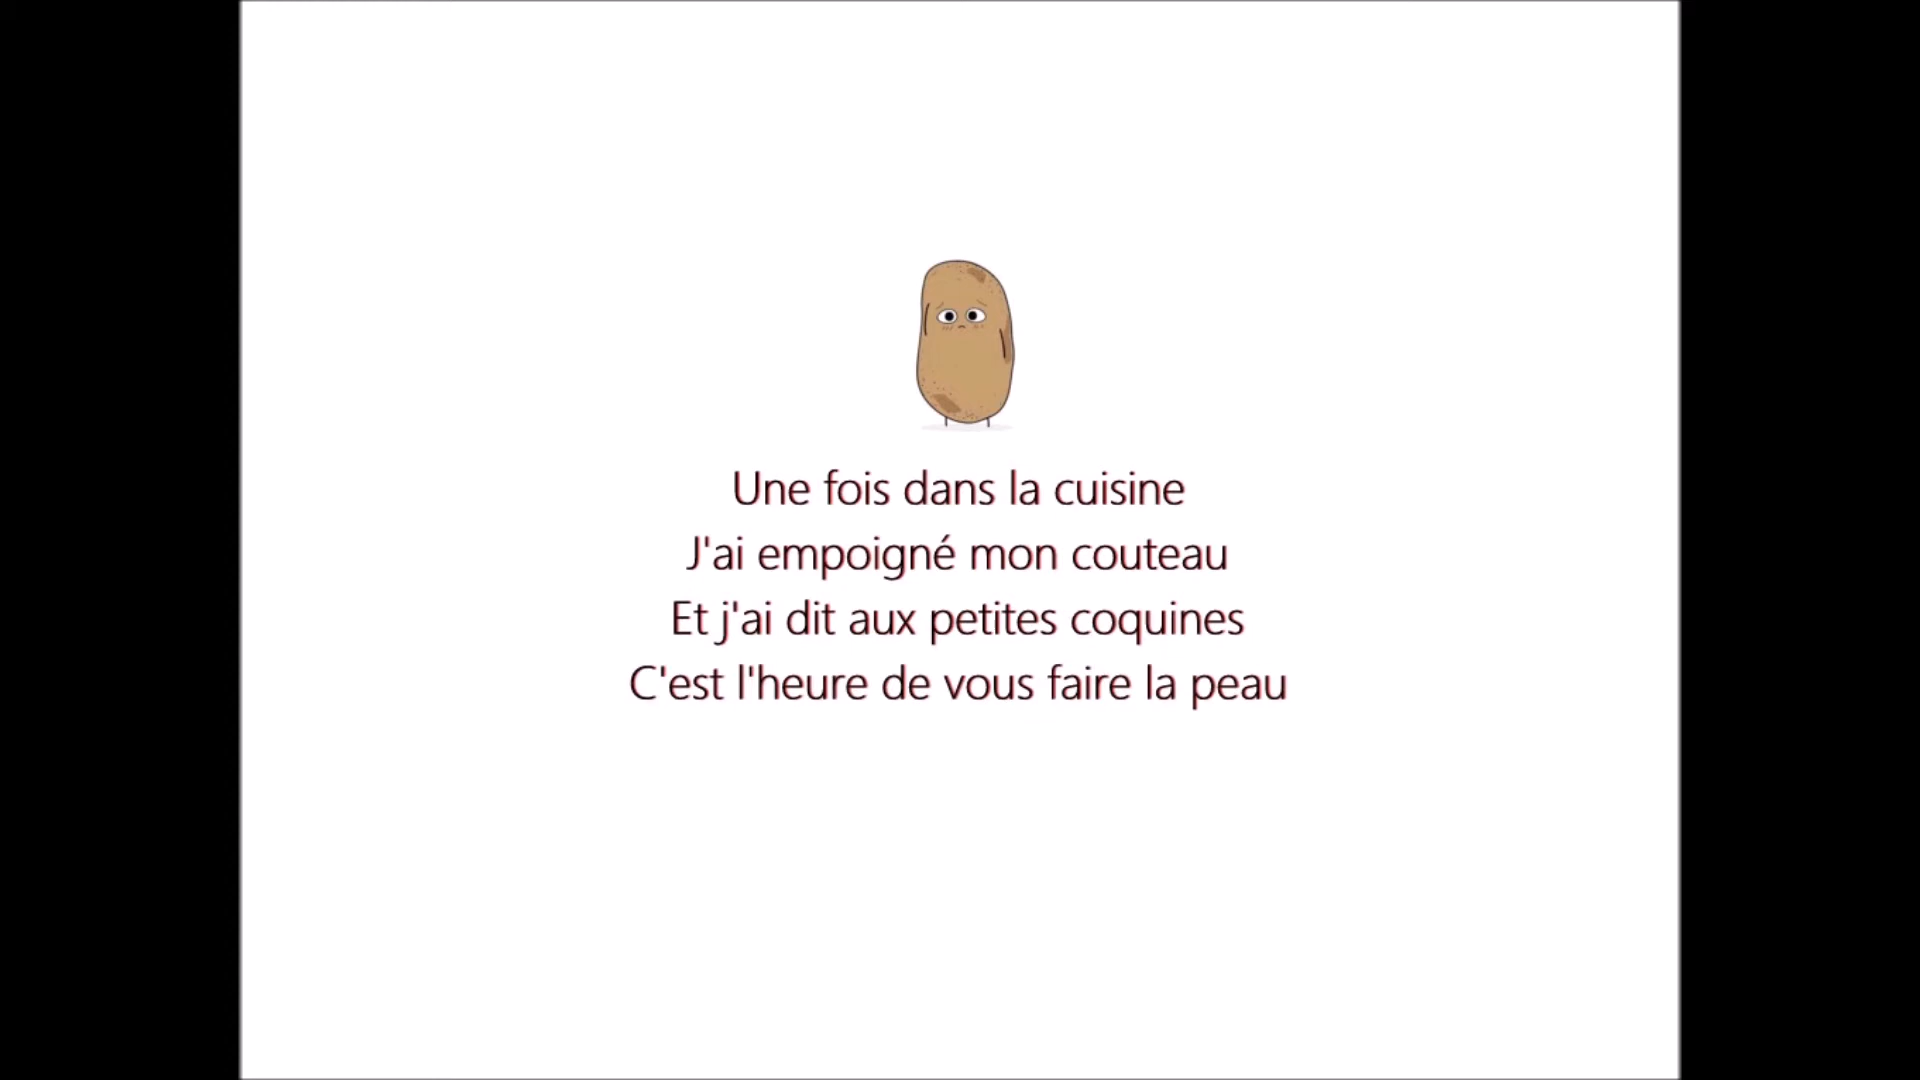 Une fois dans la cuisine
J'ai empoigné mon couteau
Et j'ai dit aux petites coquines
C'est l'heure de vous faire la peau